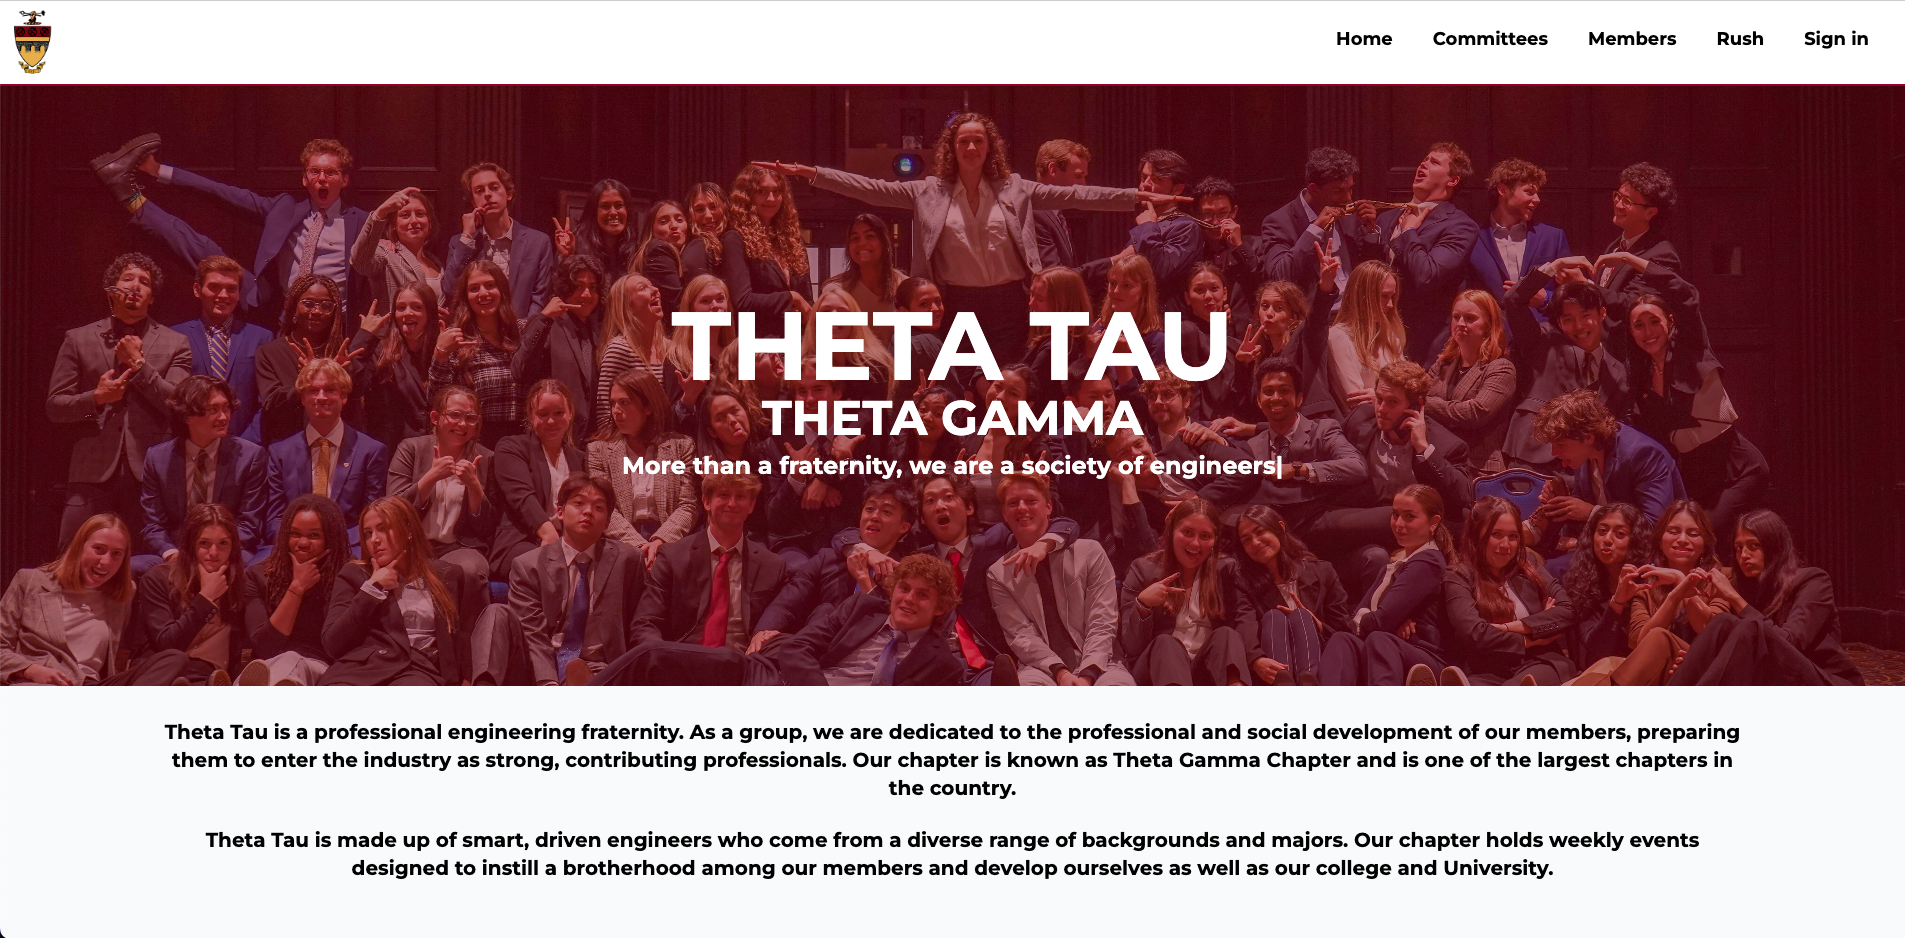 Home Committees Members Rush Sign in
THETA TAU
THETA GAMMA
More than a fraternity, we are a society of engineers|
Theta Tau is a professional engineering fraternity. As a group, we are dedicated to the professional and social development of our members, preparing
them to enter the industry as strong, contributing professionals. Our chapter is known as Theta Gamma Chapter and is one of the largest chapters in
the country.
Theta Tau is made up of smart, driven engineers who come from a diverse range of backgrounds and majors. Our chapter holds weekly events
designed to instill a brotherhood among our members and develop ourselves as well as our college and University.